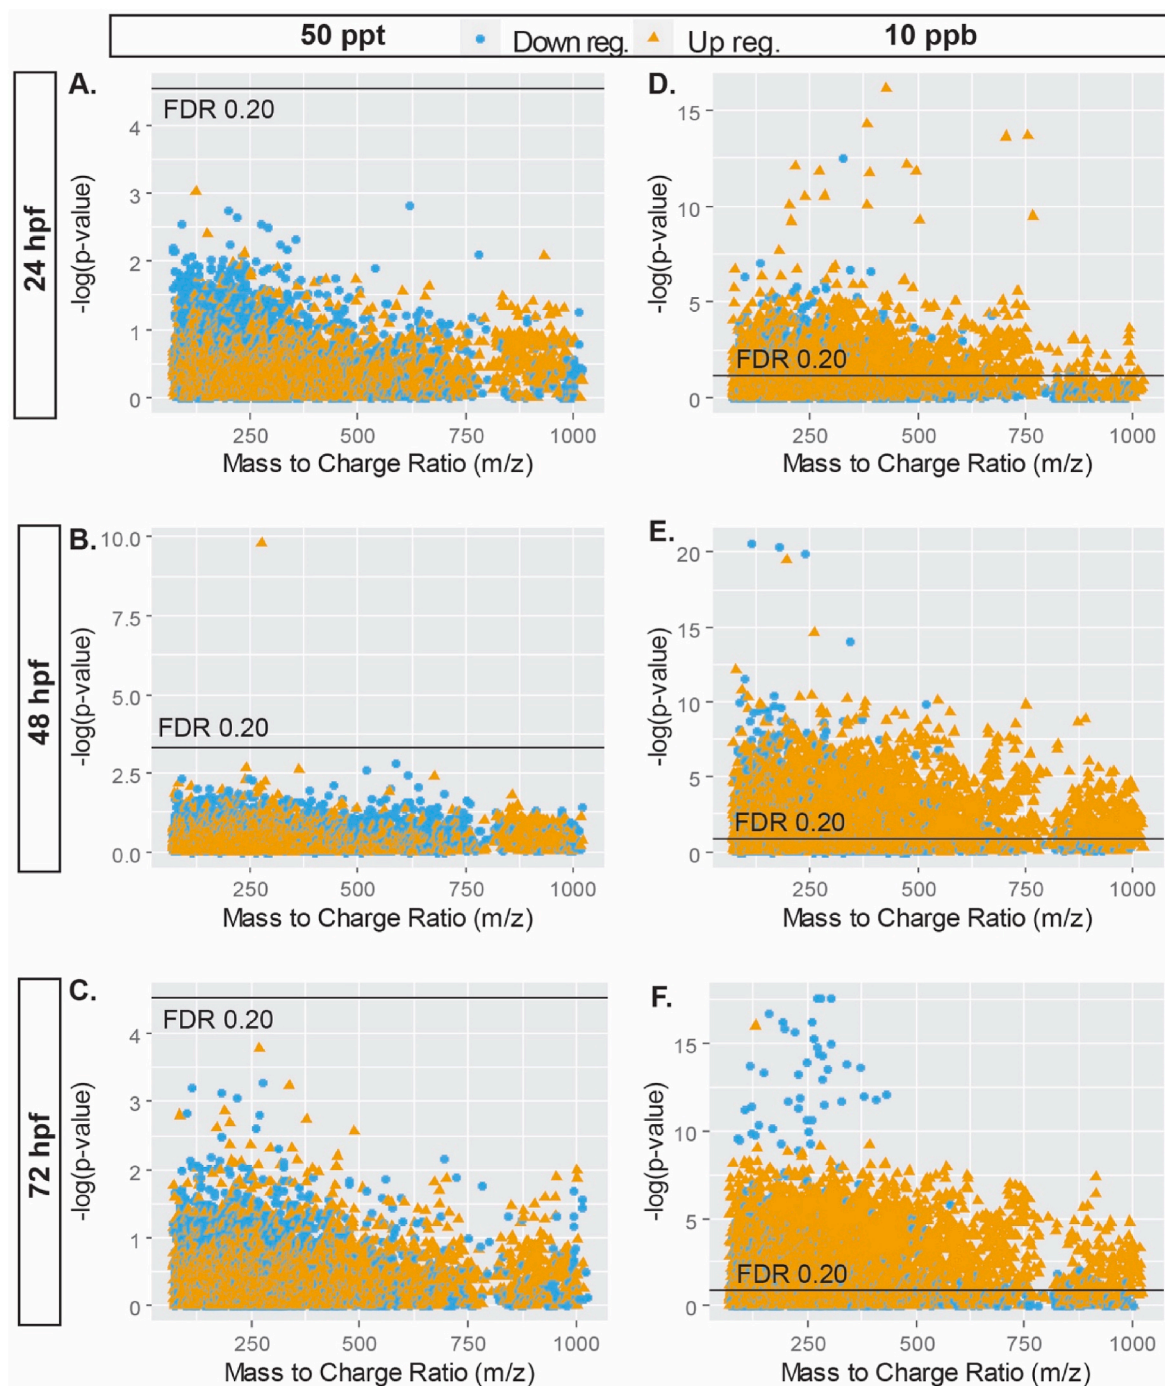 50 ppt Down reg. Up reg. 10 ppb
24 hpf
A.
FDR 0.20
-log(p-value)
4
3
2
1
0
250 500 750 1000
Mass to Charge Ratio (m/z)
D.
FDR 0.20
-log(p-value)
15
10
5
0
250 500 750 1000
Mass to Charge Ratio (m/z)
48 hpf
B.
FDR 0.20
-log(p-value)
10.0
7.5
5.0
2.5
0.0
250 500 750 1000
Mass to Charge Ratio (m/z)
E.
FDR 0.20
-log(p-value)
20
15
10
5
0
250 500 750 1000
Mass to Charge Ratio (m/z)
72 hpf
C.
FDR 0.20
-log(p-value)
4
3
2
1
0
250 500 750 1000
Mass to Charge Ratio (m/z)
F.
FDR 0.20
-log(p-value)
15
10
5
0
250 500 750 1000
Mass to Charge Ratio (m/z)